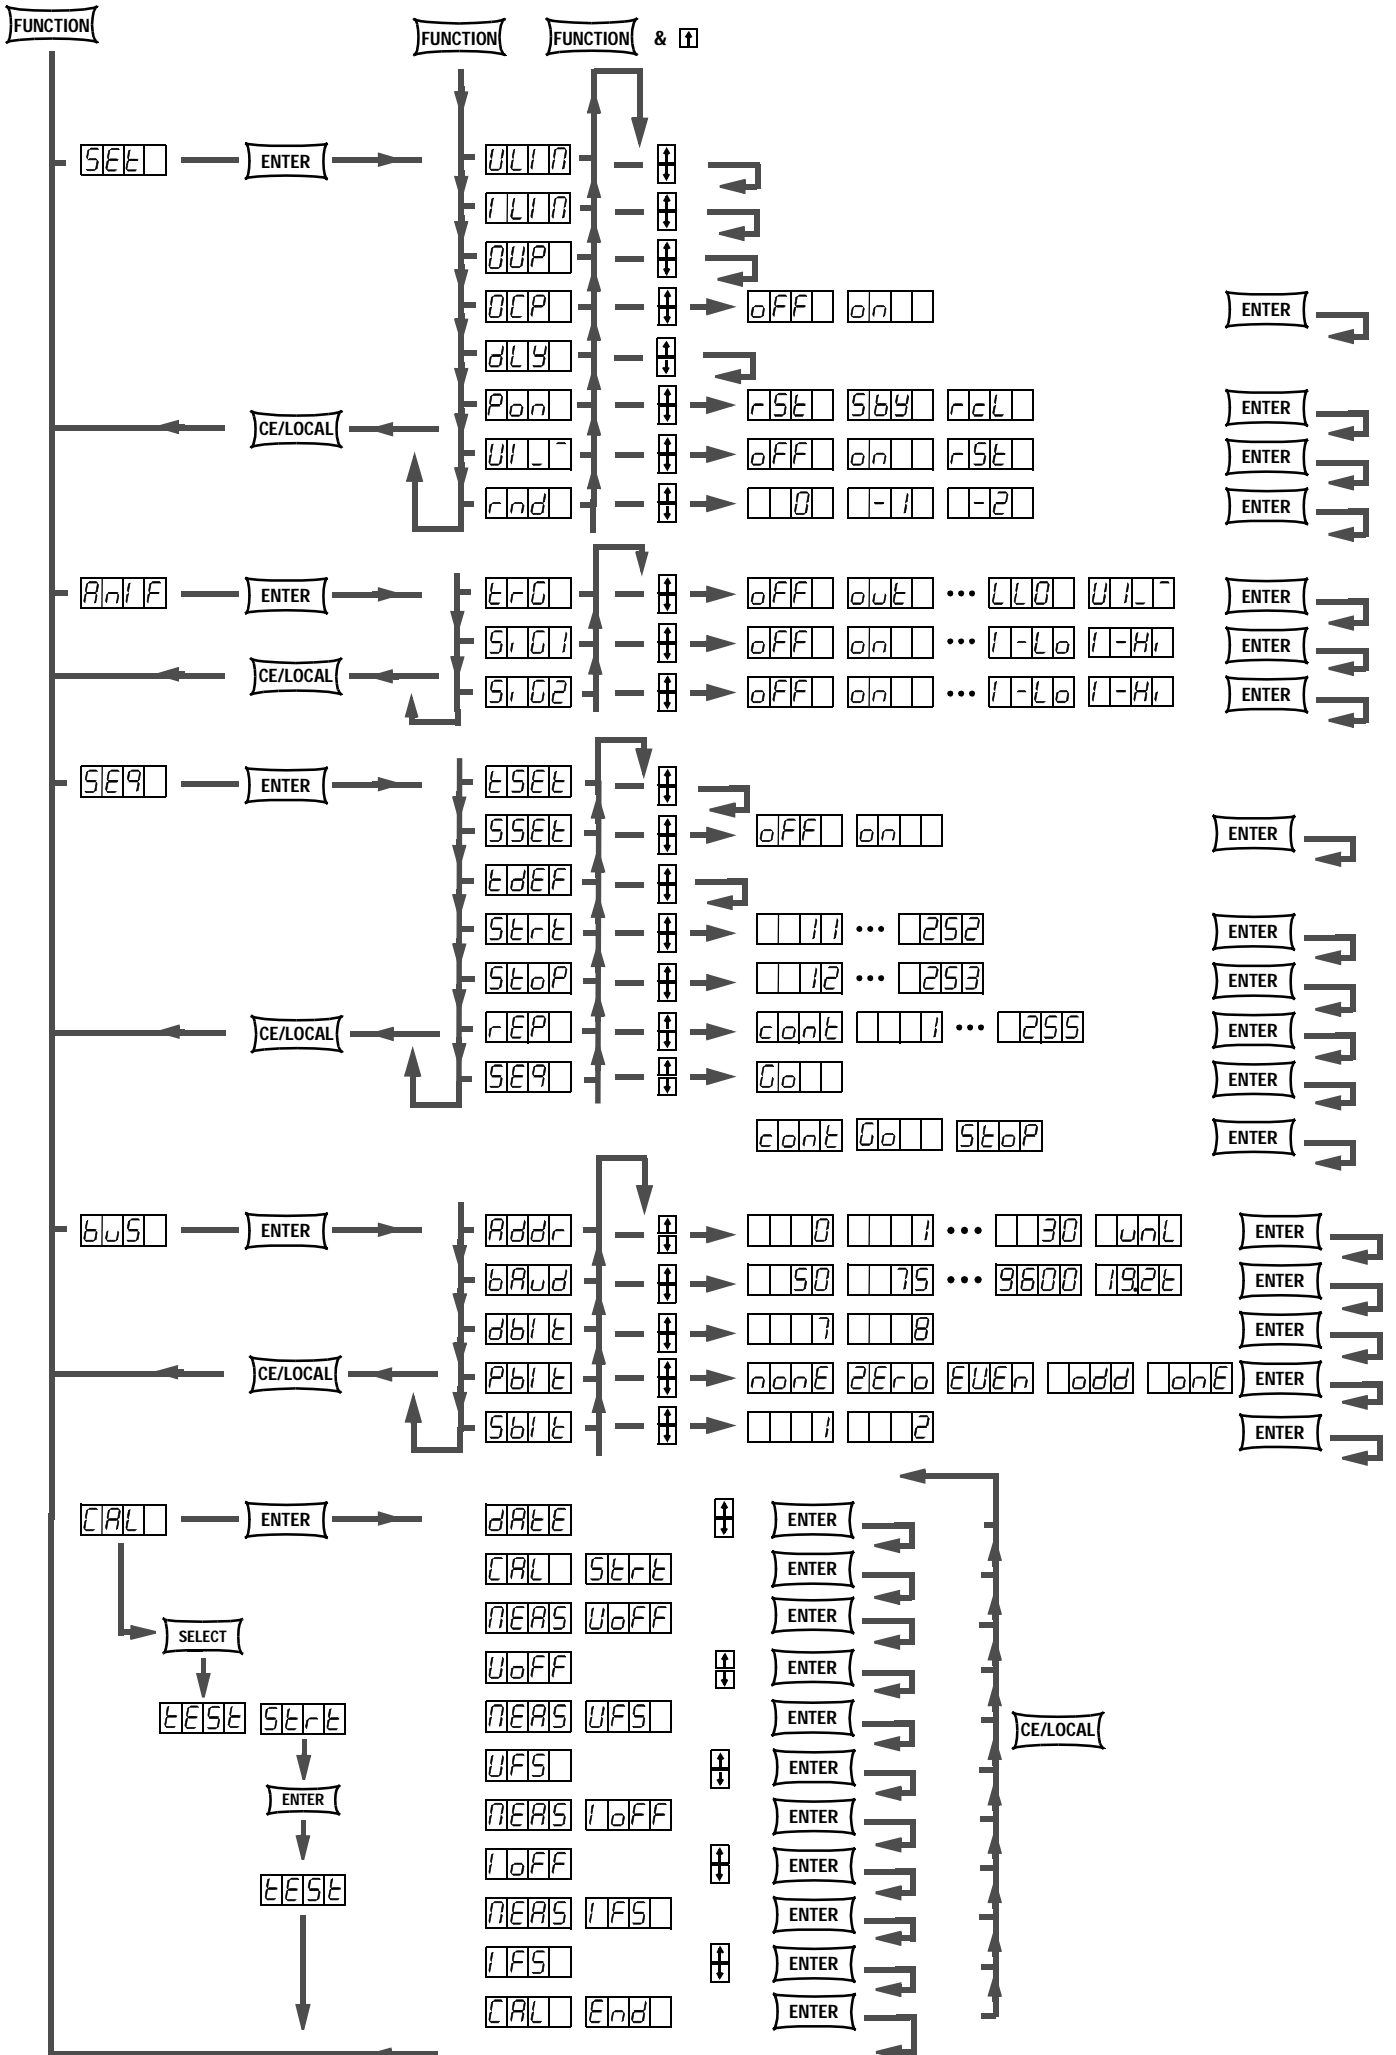 FUNCTION
FUNCTION FUNCTION &
SEt ENTER ULIM
ILIM
OUP
OCP oFF on ENTER
dLY
CE/LOCAL Pon rSt Sby rcL ENTER
UI_¯ oFF on rSt ENTER
rnd 0 -1 -2 ENTER
AnIF ENTER trG oFF out ••• LLO UI_¯ ENTER
SiG1 oFF on ••• I-Lo I-Hi ENTER
CE/LOCAL SiG2 oFF on ••• I-Lo I-Hi ENTER
SEq ENTER tSEt
SSEt oFF on ENTER
tdEF
Strt 11 ••• 252 ENTER
StoP 12 ••• 253 ENTER
CE/LOCAL rEP cont 1 ••• 255 ENTER
SEq Go ENTER
cont Go StoP ENTER
buS ENTER Addr 0 1 ••• 30 unL ENTER
bAud 50 75 ••• 9600 19.2t ENTER
dbIt 7 8 ENTER
CE/LOCAL PbIt nonE ZEro EUEn odd onE ENTER
SbIt 1 2 ENTER
CAL ENTER dAtE ENTER
CAL Strt ENTER
MEAS UoFF ENTER
SELECT
UoFF ENTER
tESt Strt MEAS UFS ENTER CE/LOCAL
UFS ENTER
ENTER MEAS IoFF ENTER
IoFF ENTER
tESt
MEAS IFS ENTER
IFS ENTER
CAL End ENTER